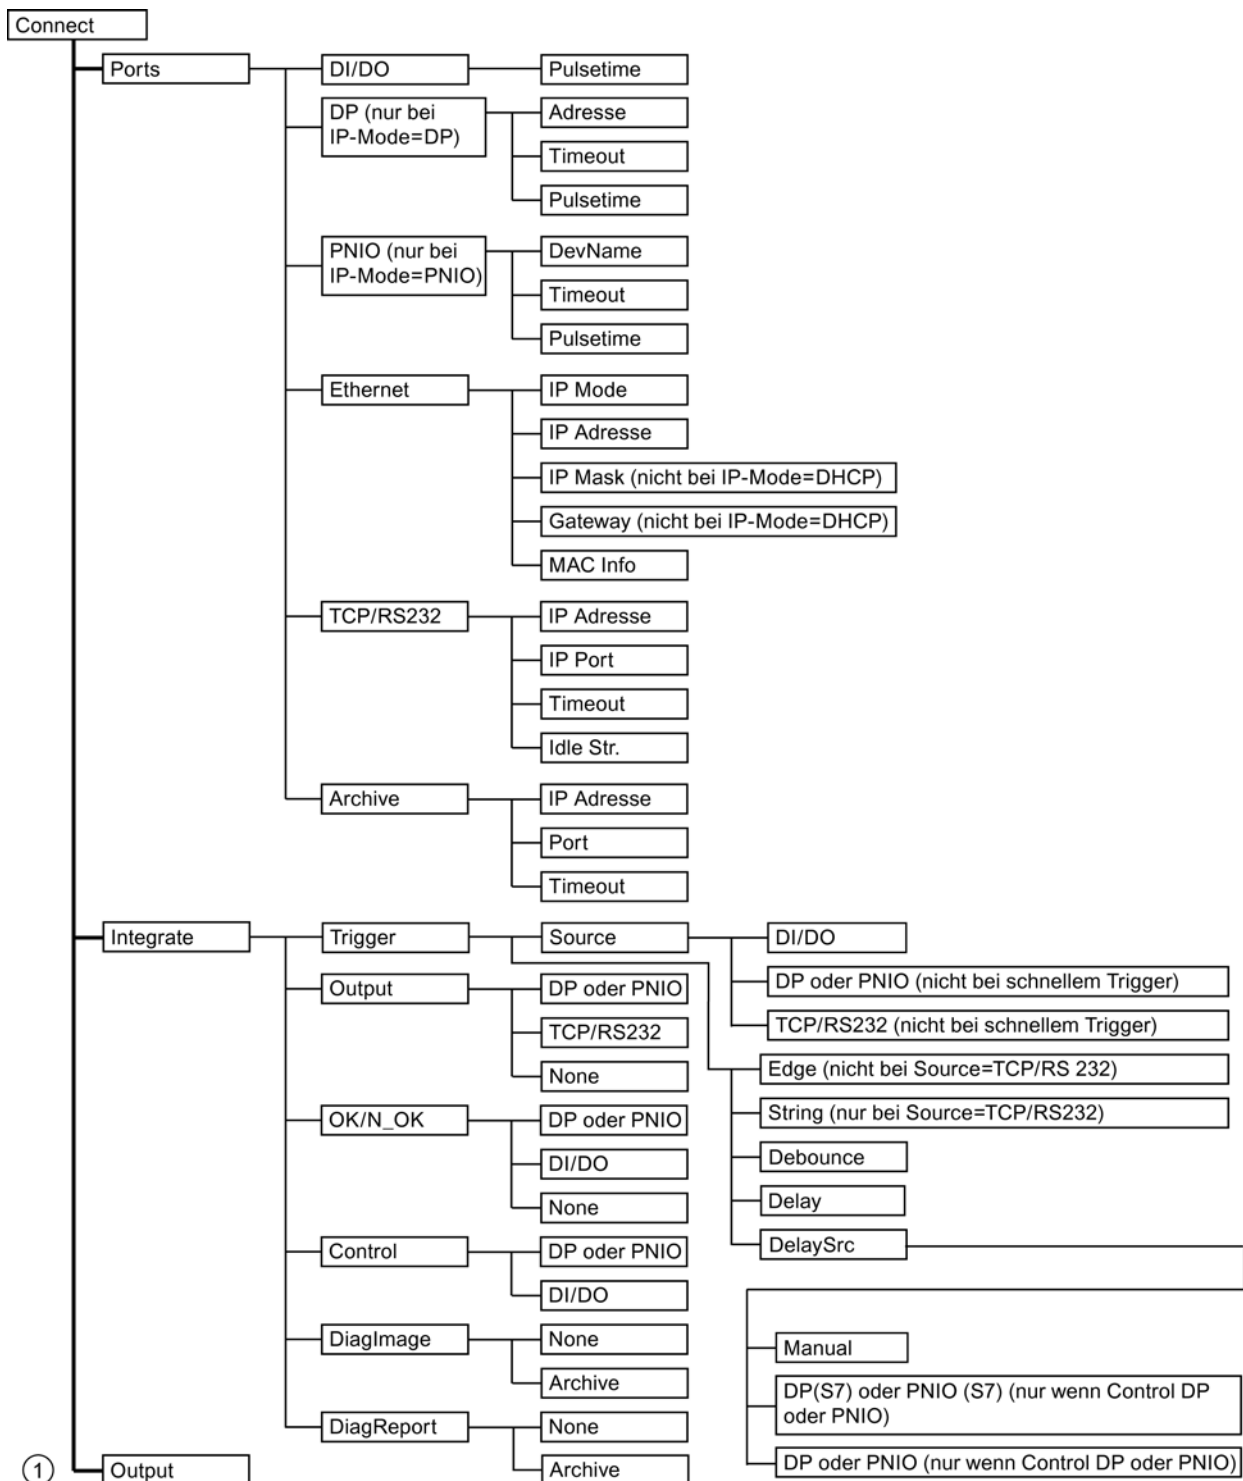 Connect
Ports
DI/DO
Pulsetime
DP (nur bei
IP-Mode=DP)
Adresse
Timeout
Pulsetime
PNIO (nur bei
IP-Mode=PNIO)
DevName
Timeout
Pulsetime
Ethernet
IP Mode
IP Adresse
IP Mask (nicht bei IP-Mode=DHCP)
Gateway (nicht bei IP-Mode=DHCP)
MAC Info
TCP/RS232
IP Adresse
IP Port
Timeout
Idle Str.
Archive
IP Adresse
Port
Timeout
Integrate
Trigger
Source
DI/DO
DP oder PNIO (nicht bei schnellem Trigger)
TCP/RS232 (nicht bei schnellem Trigger)
Edge (nicht bei Source=TCP/RS 232)
String (nur bei Source=TCP/RS232)
Debounce
Delay
DelaySrc
Manual
DP(S7) oder PNIO (S7) (nur wenn Control DP
oder PNIO)
DP oder PNIO (nur wenn Control DP oder PNIO)
Output
DP oder PNIO
TCP/RS232
None
OK/N_OK
DP oder PNIO
DI/DO
None
Control
DP oder PNIO
DI/DO
DiagImage
None
Archive
DiagReport
None
Archive
1
Output